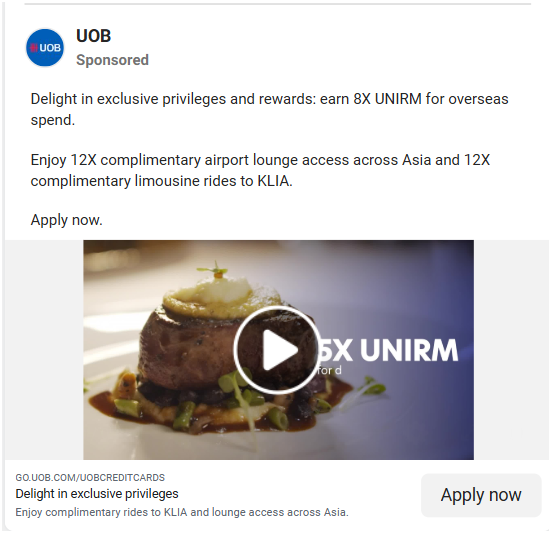 UOB
UOB
Sponsored
Delight in exclusive privileges and rewards: earn 8X UNIRM for overseas
spend.
Enjoy 12X complimentary airport lounge access across Asia and 12X
complimentary limousine rides to KLIA.
Apply now.
5X UNIRM
for d
GO.UOB.COM/UOBCREDITCARDS
Delight in exclusive privileges
Enjoy complimentary rides to KLIA and lounge access across Asia.
Apply now